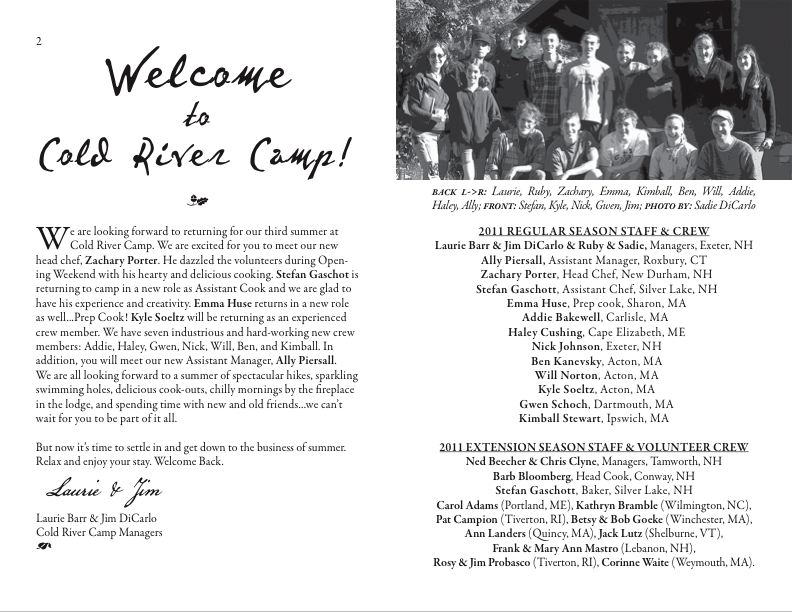 2
Welcome
to
Cold River Camp!
We are looking forward to returning for our third summer at
Cold River Camp. We are excited for you to meet our new
head chef, Zachary Porter. He dazzled the volunteers during Open-
ing Weekend with his hearty and delicious cooking. Stefan Gaschot is
returning to camp in a new role as Assistant Cook and we are glad to
have his experience and creativity. Emma Huse returns in a new role
as well...Prep Cook! Kyle Soeltz will be returning as an experienced
crew member. We have seven industrious and hard-working new crew
members: Addie, Haley, Gwen, Nick, Will, Ben, and Kimball. In
addition, you will meet our new Assistant Manager, Ally Piersall.
We are all looking forward to a summer of spectacular hikes, sparkling
swimming holes, delicious cook-outs, chilly mornings by the fireplace
in the lodge, and spending time with new and old friends...we can't
wait for you to be part of it all.
But now it's time to settle in and get down to the business of summer.
Relax and enjoy your stay. Welcome Back.
Laurie & Jim
Laurie Barr & Jim DiCarlo
Cold River Camp Managers
BACK L->R: Laurie, Ruby, Zachary, Emma, Kimball, Ben, Will, Addie,
Haley, Ally; FRONT: Stefan, Kyle, Nick, Gwen, Jim; PHOTO BY: Sadie DiCarlo
2011 REGULAR SEASON STAFF & CREW
Laurie Barr & Jim DiCarlo & Ruby & Sadie, Managers, Exeter, NH
Ally Piersall, Assistant Manager, Roxbury, CT
Zachary Porter, Head Chef, New Durham, NH
Stefan Gaschott, Assistant Chef, Silver Lake, NH
Emma Huse, Prep cook, Sharon, MA
Addie Bakewell, Carlisle, MA
Haley Cushing, Cape Elizabeth, ME
Nick Johnson, Exeter, NH
Ben Kanevsky, Acton, MA
Will Norton, Acton, MA
Kyle Soeltz, Acton, MA
Gwen Schoch, Dartmouth, MA
Kimball Stewart, Ipswich, MA
2011 EXTENSION SEASON STAFF & VOLUNTEER CREW
Ned Beecher & Chris Clyne, Managers, Tamworth, NH
Barb Bloomberg, Head Cook, Conway, NH
Stefan Gaschott, Baker, Silver Lake, NH
Carol Adams (Portland, ME), Kathryn Bramble (Wilmington, NC),
Pat Campion (Tiverton, RI), Betsy & Bob Goeke (Winchester, MA),
Ann Landers (Quincy, MA), Jack Lutz (Shelburne, VT),
Frank & Mary Ann Mastro (Lebanon, NH),
Rosy & Jim Probasco (Tiverton, RI), Corinne Waite (Weymouth, MA).